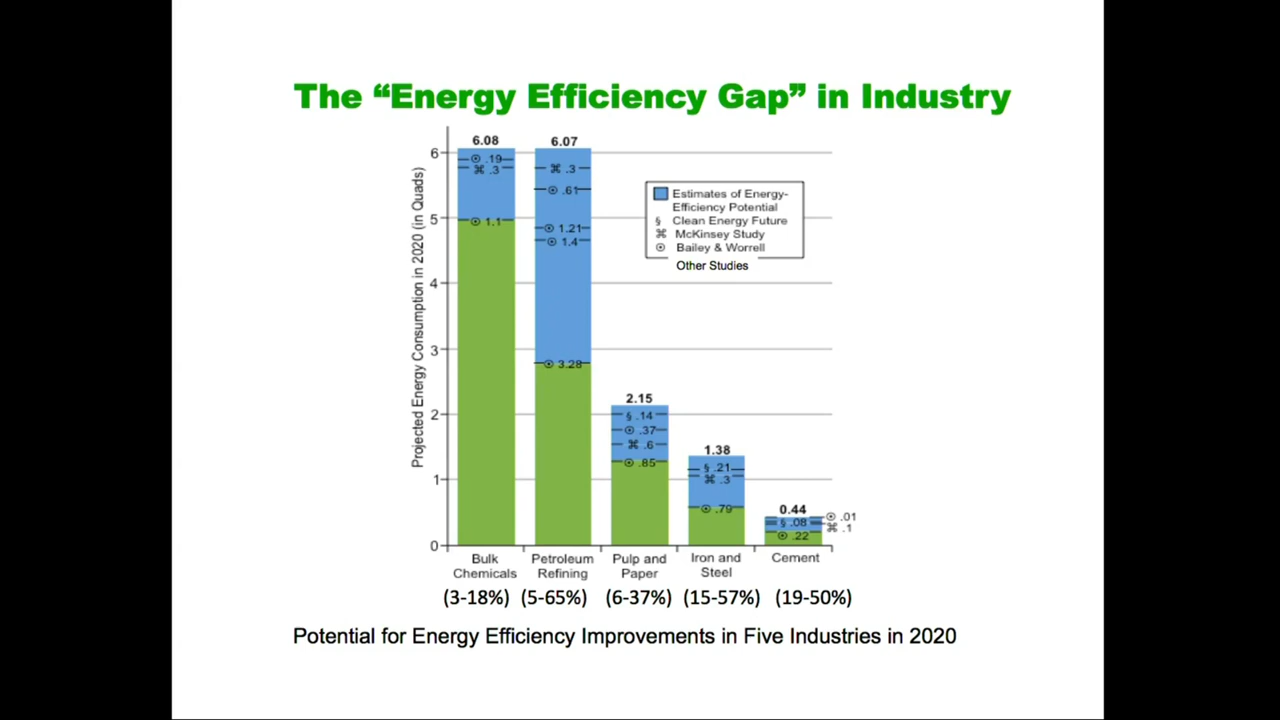 The “Energy Efficiency Gap” in Industry
Projected Energy Consumption in 2020 (in Quads)
6
5
4
3
2
1
0
6.08
⊙ .19
⌘ .3
⊙ 1.1
6.07
⌘ .3
⊙ .61
⊙ 1.21
⊙ 1.4
⊙ 3.28
2.15
§ .14
⊙ .37
⌘ .6
⊙ .85
1.38
§ .21
⌘ .3
⊙ .79
0.44
⊙ .01
§ .08
⌘ .1
⊙ .22
Estimates of Energy-
Efficiency Potential
§ Clean Energy Future
⌘ McKinsey Study
⊙ Bailey & Worrell
Other Studies
Bulk
Chemicals
Petroleum
Refining
Pulp and
Paper
Iron and
Steel
Cement
(3-18%) (5-65%) (6-37%) (15-57%) (19-50%)
Potential for Energy Efficiency Improvements in Five Industries in 2020